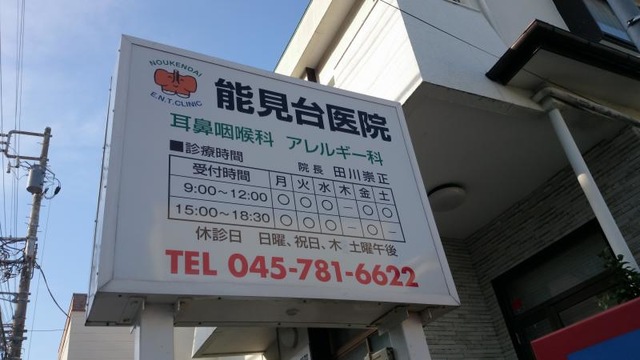 NOUKENDAI
E.N.T.CLINIC
能見台医院
耳鼻咽喉科 アレルギー科
■診療時間 院長 田川崇正
受付時間 月 火 水 木 金 土
9:00〜12:00 ○ ○ ○ ○ ○ ○
15:00〜18:30 ○ ○ ○ − ○ −
休診日 日曜、祝日、木 土曜午後
TEL 045-781-6622